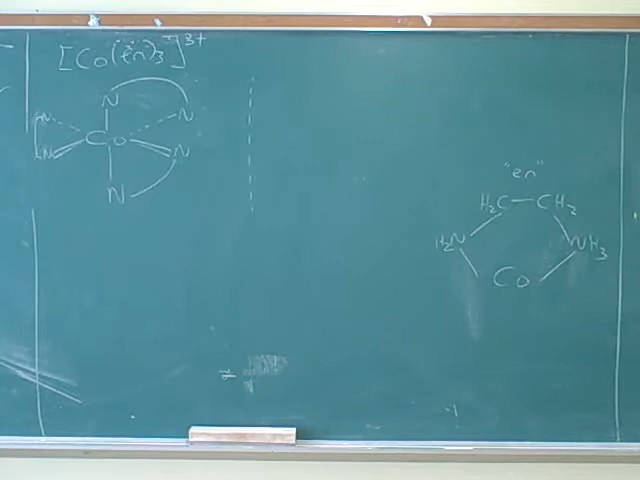 [Co(en)3]3+
N
N N
Co
N N
N
"en"
H2C—CH2
H2N NH3
Co